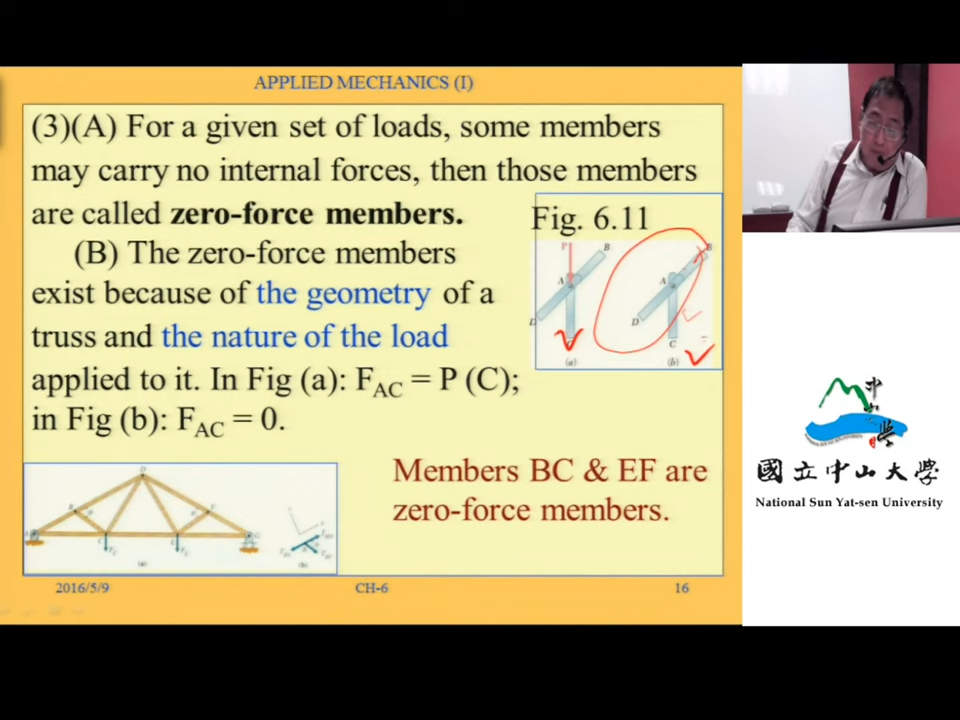 APPLIED MECHANICS (I)
(3)(A) For a given set of loads, some members
may carry no internal forces, then those members
are called zero-force members.
Fig. 6.11
(B) The zero-force members
exist because of the geometry of a
truss and the nature of the load
applied to it. In Fig (a): FAC = P (C);
in Fig (b): FAC = 0.
P
B
A
D
(a)
B
A
D
C
(b)
Members BC & EF are
zero-force members.
(a)
(b)
2016/5/9
CH-6
16
國立中山大學
National Sun Yat-sen University